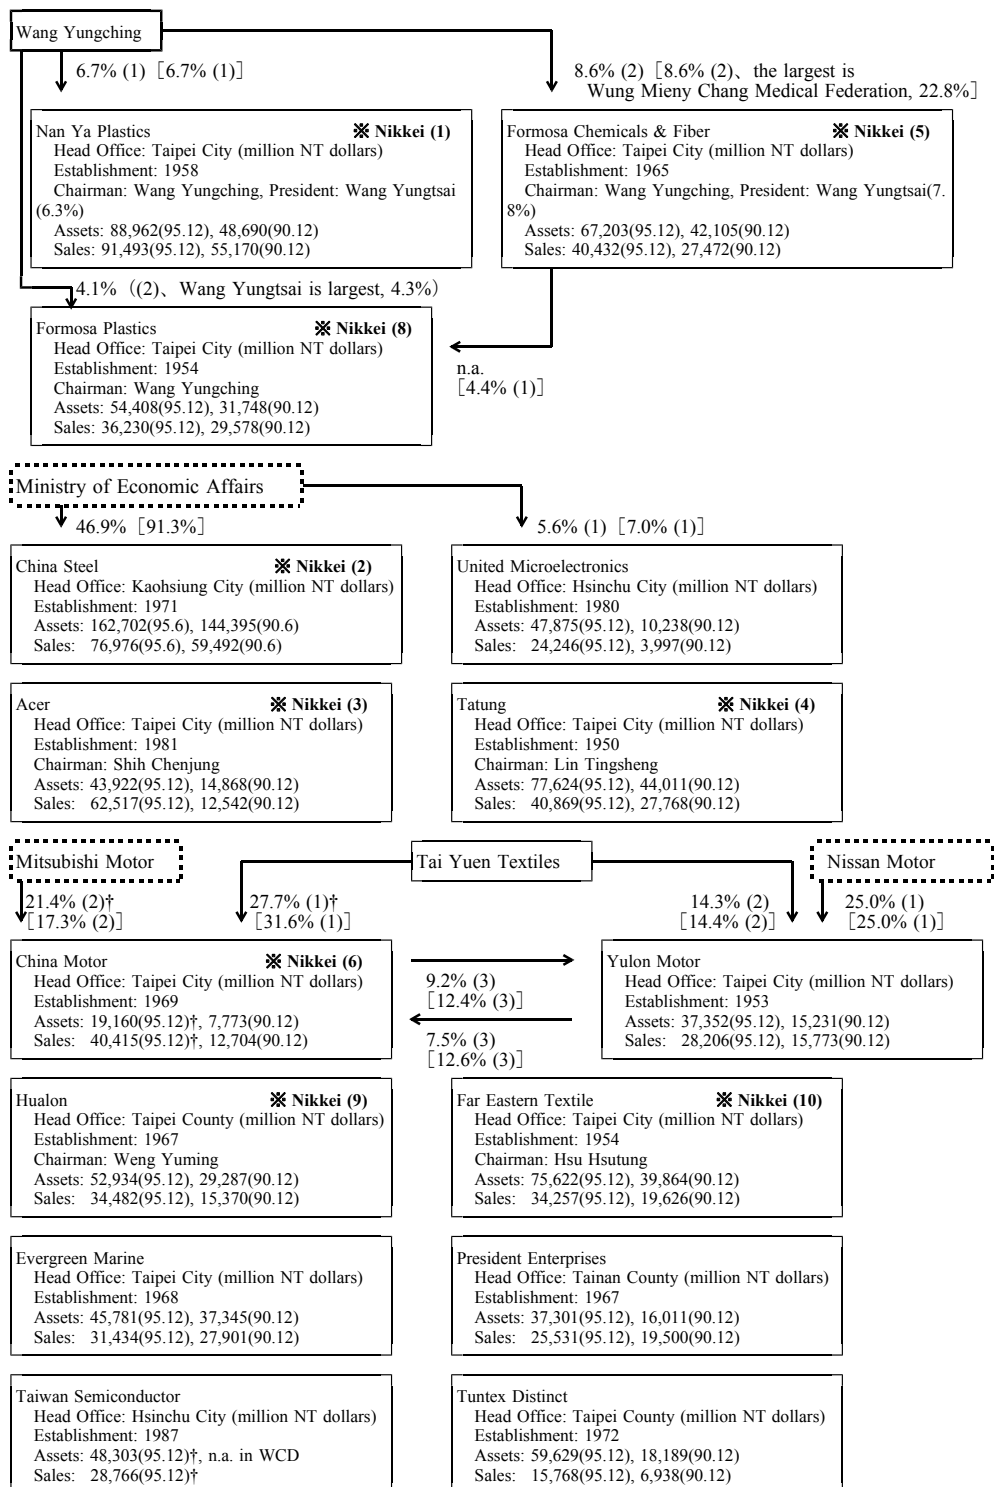 Wang Yungching
6.7% (1)［6.7% (1)］
8.6% (2)［8.6% (2)、the largest is
Wung Mieny Chang Medical Federation, 22.8%］
Nan Ya Plastics ※ Nikkei (1)
Head Office: Taipei City (million NT dollars)
Establishment: 1958
Chairman: Wang Yungching, President: Wang Yungtsai
(6.3%)
Assets: 88,962(95.12), 48,690(90.12)
Sales: 91,493(95.12), 55,170(90.12)
Formosa Chemicals & Fiber ※ Nikkei (5)
Head Office: Taipei City (million NT dollars)
Establishment: 1965
Chairman: Wang Yungching, President: Wang Yungtsai(7.
8%)
Assets: 67,203(95.12), 42,105(90.12)
Sales: 40,432(95.12), 27,472(90.12)
4.1%（(2)、Wang Yungtsai is largest, 4.3%）
Formosa Plastics ※ Nikkei (8)
Head Office: Taipei City (million NT dollars)
Establishment: 1954
Chairman: Wang Yungching
Assets: 54,408(95.12), 31,748(90.12)
Sales: 36,230(95.12), 29,578(90.12)
n.a.
［4.4% (1)］
Ministry of Economic Affairs
46.9%［91.3%］
5.6% (1)［7.0% (1)］
China Steel ※ Nikkei (2)
Head Office: Kaohsiung City (million NT dollars)
Establishment: 1971
Assets: 162,702(95.6), 144,395(90.6)
Sales: 76,976(95.6), 59,492(90.6)
United Microelectronics
Head Office: Hsinchu City (million NT dollars)
Establishment: 1980
Assets: 47,875(95.12), 10,238(90.12)
Sales: 24,246(95.12), 3,997(90.12)
Acer ※ Nikkei (3)
Head Office: Taipei City (million NT dollars)
Establishment: 1981
Chairman: Shih Chenjung
Assets: 43,922(95.12), 14,868(90.12)
Sales: 62,517(95.12), 12,542(90.12)
Tatung ※ Nikkei (4)
Head Office: Taipei City (million NT dollars)
Establishment: 1950
Chairman: Lin Tingsheng
Assets: 77,624(95.12), 44,011(90.12)
Sales: 40,869(95.12), 27,768(90.12)
Mitsubishi Motor
Tai Yuen Textiles
Nissan Motor
21.4% (2)†
［17.3% (2)］
27.7% (1)†
［31.6% (1)］
14.3% (2)
［14.4% (2)］
25.0% (1)
［25.0% (1)］
China Motor ※ Nikkei (6)
Head Office: Taipei City (million NT dollars)
Establishment: 1969
Assets: 19,160(95.12)†, 7,773(90.12)
Sales: 40,415(95.12)†, 12,704(90.12)
9.2% (3)
［12.4% (3)］
7.5% (3)
［12.6% (3)］
Yulon Motor
Head Office: Taipei City (million NT dollars)
Establishment: 1953
Assets: 37,352(95.12), 15,231(90.12)
Sales: 28,206(95.12), 15,773(90.12)
Hualon ※ Nikkei (9)
Head Office: Taipei County (million NT dollars)
Establishment: 1967
Chairman: Weng Yuming
Assets: 52,934(95.12), 29,287(90.12)
Sales: 34,482(95.12), 15,370(90.12)
Far Eastern Textile ※ Nikkei (10)
Head Office: Taipei City (million NT dollars)
Establishment: 1954
Chairman: Hsu Hsutung
Assets: 75,622(95.12), 39,864(90.12)
Sales: 34,257(95.12), 19,626(90.12)
Evergreen Marine
Head Office: Taipei City (million NT dollars)
Establishment: 1968
Assets: 45,781(95.12), 37,345(90.12)
Sales: 31,434(95.12), 27,901(90.12)
President Enterprises
Head Office: Tainan County (million NT dollars)
Establishment: 1967
Assets: 37,301(95.12), 16,011(90.12)
Sales: 25,531(95.12), 19,500(90.12)
Taiwan Semiconductor
Head Office: Hsinchu City (million NT dollars)
Establishment: 1987
Assets: 48,303(95.12)†, n.a. in WCD
Sales: 28,766(95.12)†
Tuntex Distinct
Head Office: Taipei County (million NT dollars)
Establishment: 1972
Assets: 59,629(95.12), 18,189(90.12)
Sales: 15,768(95.12), 6,938(90.12)